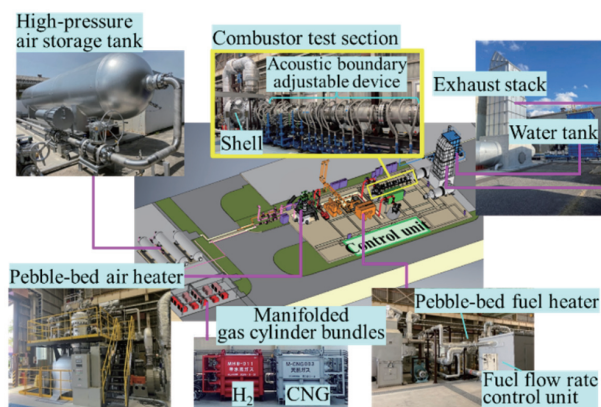 High-pressure
air storage tank
Combustor test section
Acoustic boundary
adjustable device
Shell
Exhaust stack
Water tank
Control unit
Pebble-bed air heater
Manifolded
gas cylinder bundles
H₂
CNG
Pebble-bed fuel heater
Fuel flow rate
control unit